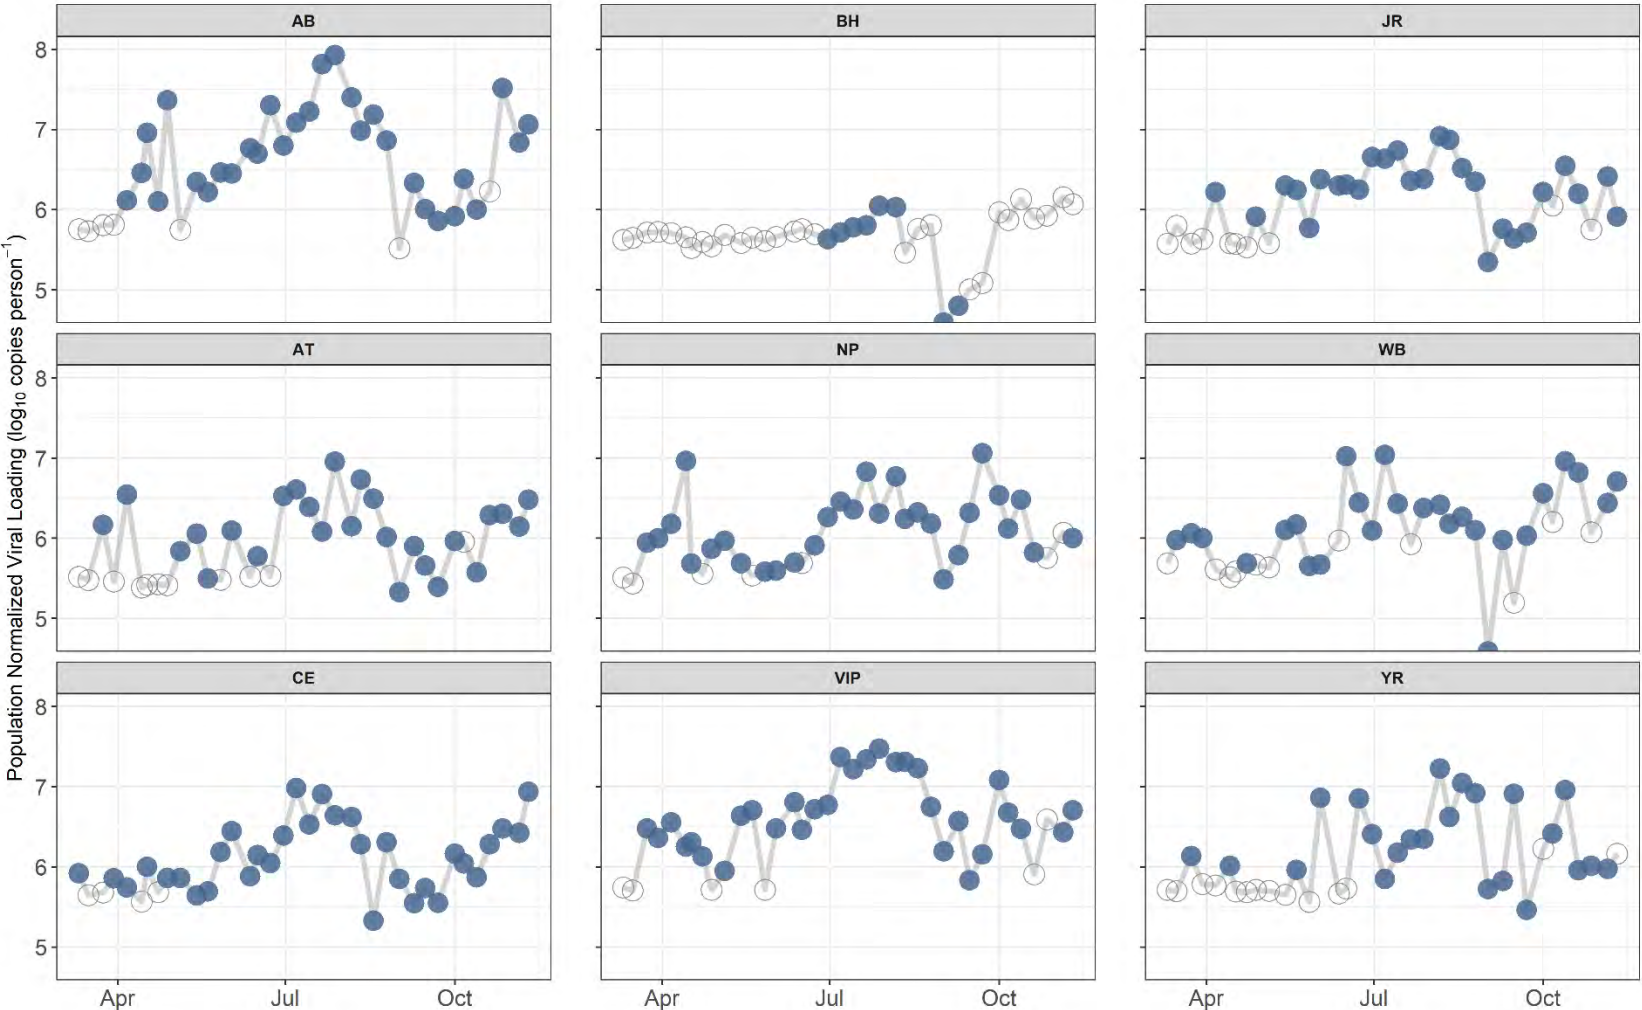 AB BH JR
8
7
6
5
AT NP WB
8
7
6
5
CE VIP YR
8
7
6
5
Apr Jul Oct Apr Jul Oct Apr Jul Oct
Population Normalized Viral Loading (log₁₀ copies person⁻¹)